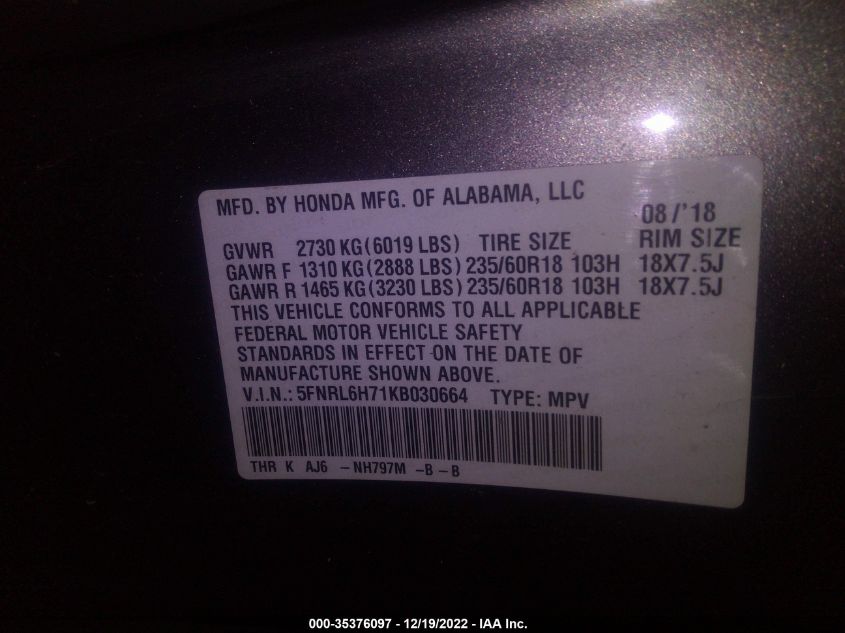 MFD. BY HONDA MFG. OF ALABAMA, LLC 08/'18
GVWR 2730 KG(6019 LBS) TIRE SIZE RIM SIZE
GAWR F 1310 KG(2888 LBS) 235/60R18 103H 18X7.5J
GAWR R 1465 KG(3230 LBS) 235/60R18 103H 18X7.5J
THIS VEHICLE CONFORMS TO ALL APPLICABLE
FEDERAL MOTOR VEHICLE SAFETY
STANDARDS IN EFFECT ON THE DATE OF
MANUFACTURE SHOWN ABOVE.
V.I.N.: 5FNRL6H71KB030664 TYPE: MPV
THR K AJ6 -NH797M -B-B
000-35376097 - 12/19/2022 - IAA Inc.